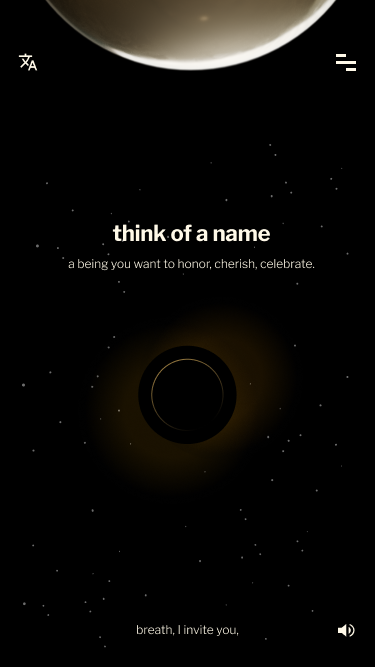 think of a name
a being you want to honor, cherish, celebrate.
breath, I invite you,